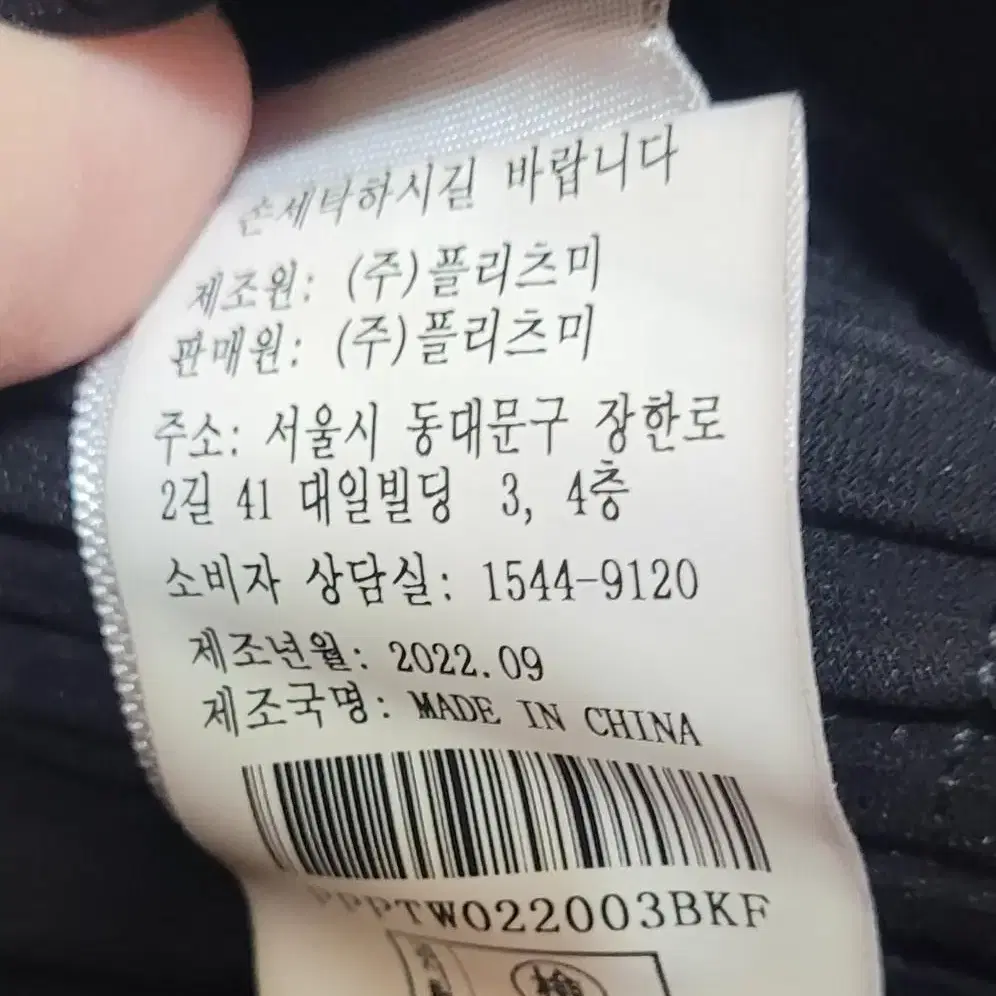 손세탁하시길 바랍니다
제조원: (주)플리츠미
판매원: (주)플리츠미
주소: 서울시 동대문구 장한로
2길 41 대일빌딩 3, 4층
소비자 상담실: 1544-9120
제조년월: 2022.09
제조국명: MADE IN CHINA
PPPTW022003BKF